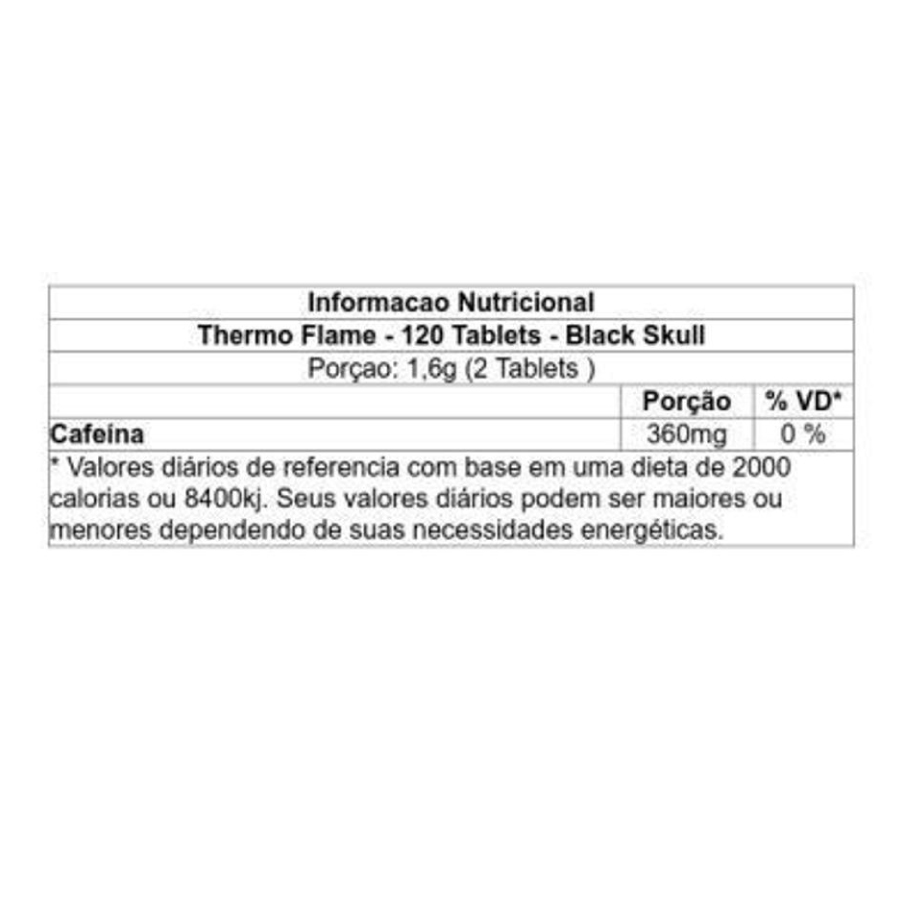 Informacao Nutricional
Thermo Flame - 120 Tablets - Black Skull
Porçao: 1,6g (2 Tablets )
Porção % VD*
Cafeína 360mg 0 %
* Valores diários de referencia com base em uma dieta de 2000
calorias ou 8400kj. Seus valores diários podem ser maiores ou
menores dependendo de suas necessidades energéticas.